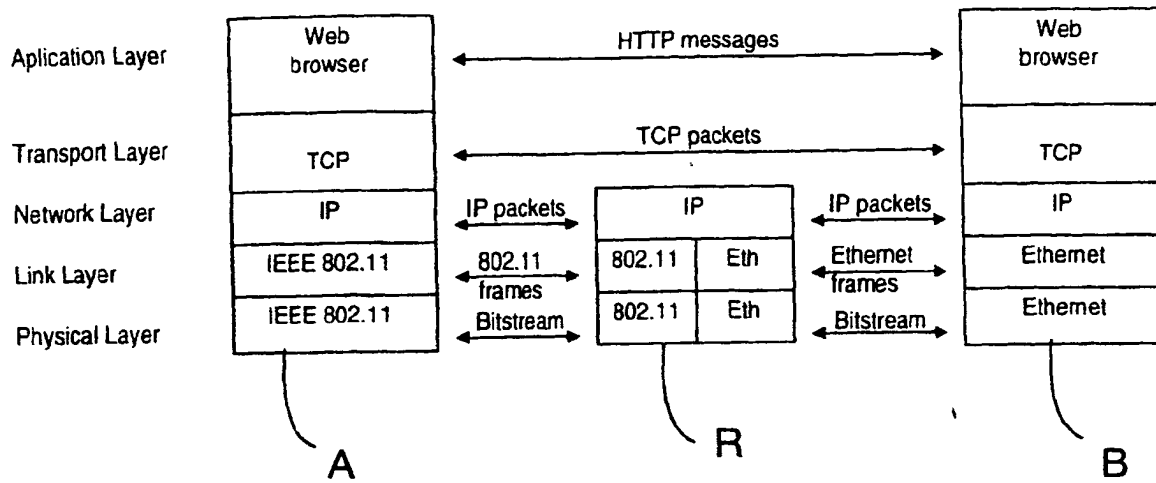 Aplication Layer
Web
browser
HTTP messages
Web
browser
Transport Layer
TCP
TCP packets
TCP
Network Layer
IP
IP packets
IP
IP packets
IP
Link Layer
IEEE 802.11
802.11
frames
802.11
Eth
Ethernet
frames
Ethernet
Physical Layer
IEEE 802.11
Bitstream
802.11
Eth
Bitstream
Ethernet
A
R
B